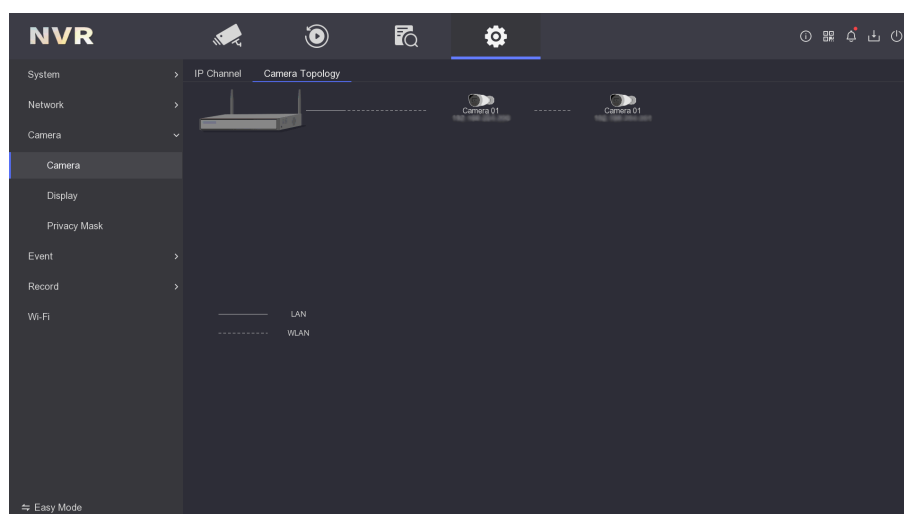 NVR
System
Network
Camera
Camera
Display
Privacy Mask
Event
Record
Wi-Fi
Easy Mode
IP Channel Camera Topology
Camera 01 Camera 01
LAN
WLAN